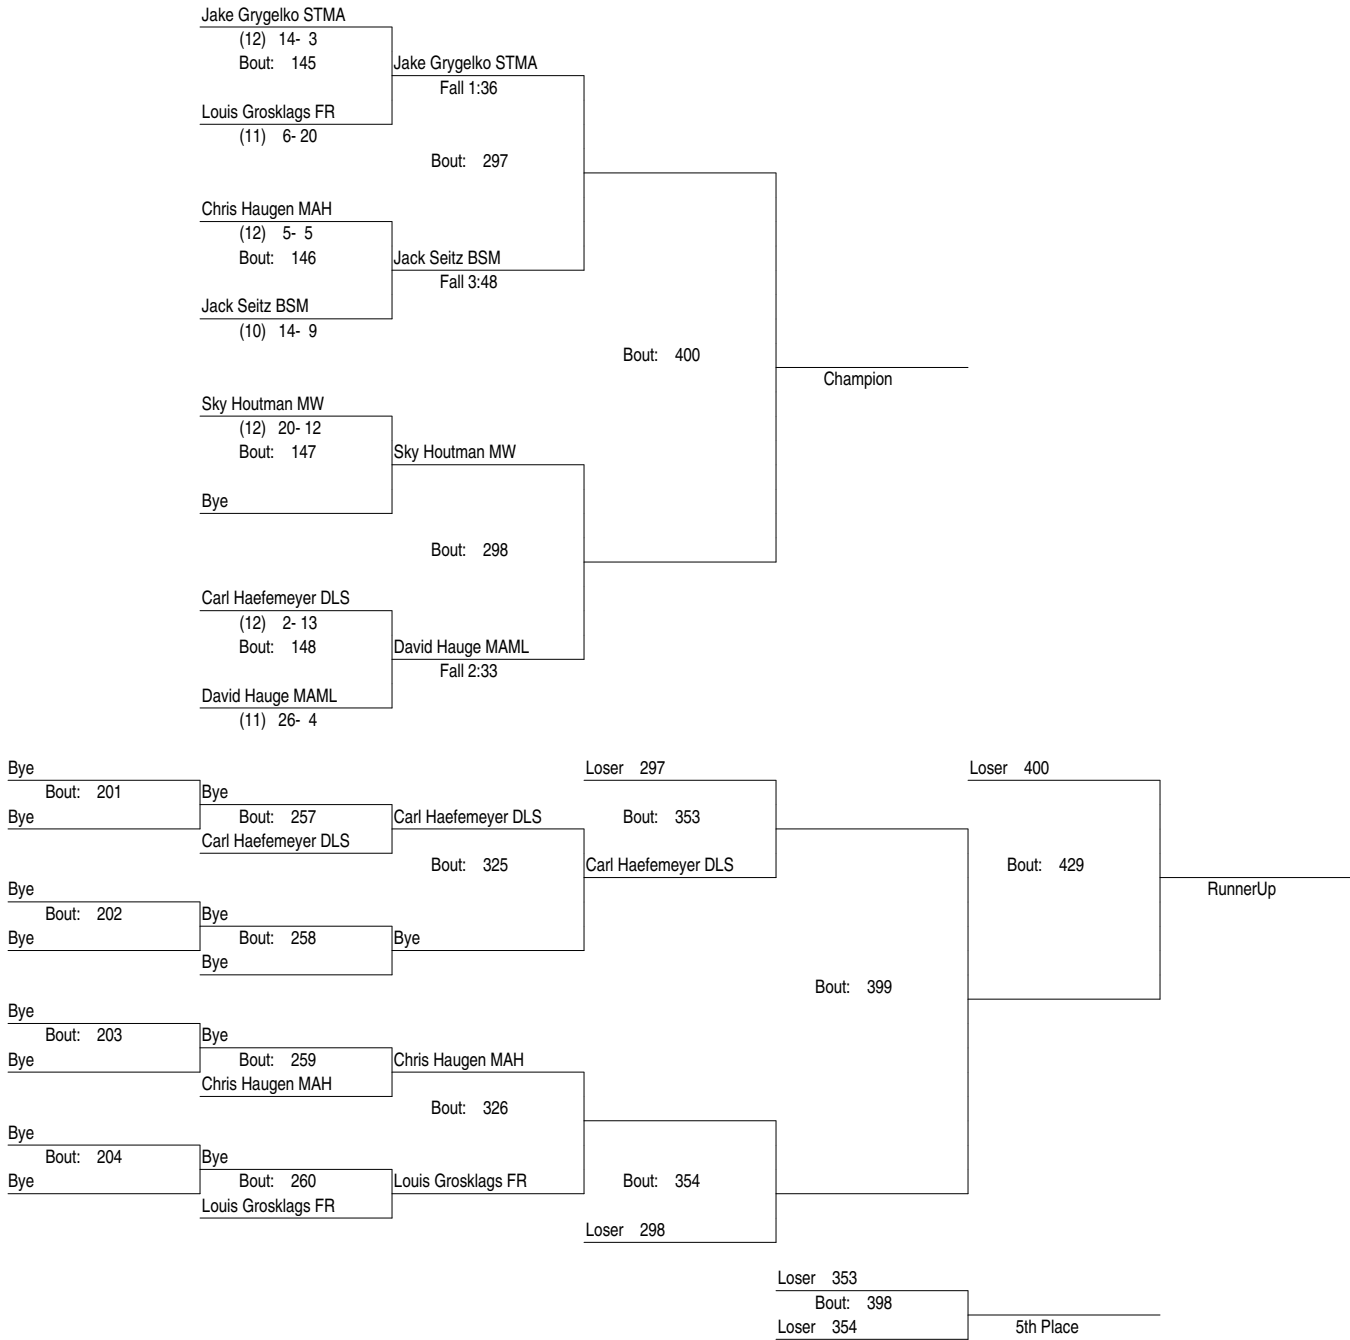 Jake Grygelko STMA
(12) 14- 3
Bout: 145
Jake Grygelko STMA
Fall 1:36
Louis Grosklags FR
(11) 6- 20
Bout: 297
Chris Haugen MAH
(12) 5- 5
Bout: 146
Jack Seitz BSM
Fall 3:48
Jack Seitz BSM
(10) 14- 9
Bout: 400
Champion
Sky Houtman MW
(12) 20- 12
Bout: 147
Sky Houtman MW
Bye
Bout: 298
Carl Haefemeyer DLS
(12) 2- 13
Bout: 148
David Hauge MAML
Fall 2:33
David Hauge MAML
(11) 26- 4
Bye
Bout: 201
Bye
Bye
Bout: 257
Carl Haefemeyer DLS
Carl Haefemeyer DLS
Bout: 325
Loser 297
Bout: 353
Carl Haefemeyer DLS
Loser 400
Bout: 429
RunnerUp
Bye
Bout: 202
Bye
Bye
Bout: 258
Bye
Bye
Bout: 399
Bye
Bout: 203
Bye
Bye
Bout: 259
Chris Haugen MAH
Chris Haugen MAH
Bout: 326
Bye
Bout: 204
Bye
Bye
Bout: 260
Louis Grosklags FR
Louis Grosklags FR
Bout: 354
Loser 298
Loser 353
Bout: 398
Loser 354
5th Place